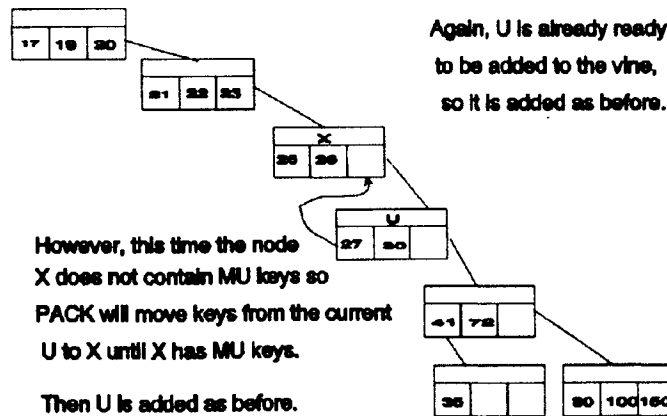 Again, U is already ready
to be added to the vine,
so it is added as before.
17 19 20
21 22 23
X
25 26
U
27 30
However, this time the node
X does not contain MU keys so
PACK will move keys from the current
U to X until X has MU keys.
Then U is added as before.
41 72
35
90 100 150